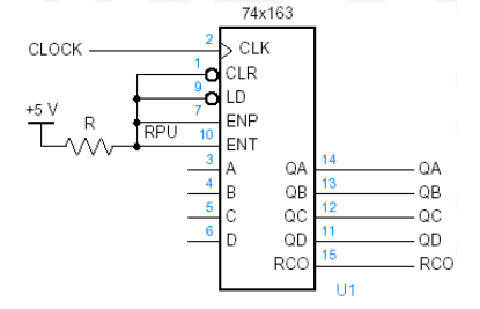 74x163
CLOCK 2 CLK
1 CLR
9 LD
+5 V 7 ENP
R RPU 10 ENT
3 A QA 14 QA
4 B QB 13 QB
5 C QC 12 QC
6 D QD 11 QD
RCO 15 RCO
U1